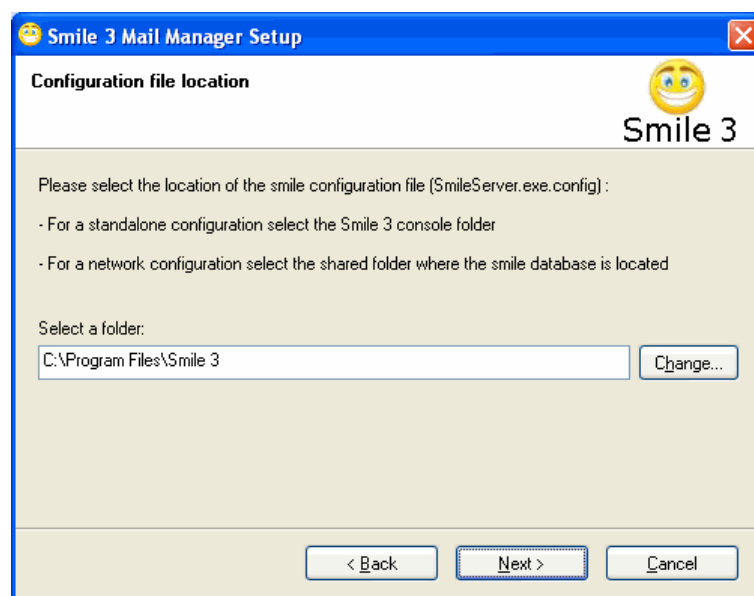 Smile 3 Mail Manager Setup
Configuration file location
Smile 3
Please select the location of the smile configuration file (SmileServer.exe.config) :
- For a standalone configuration select the Smile 3 console folder
- For a network configuration select the shared folder where the smile database is located
Select a folder:
C:\Program Files\Smile 3
Change...
< Back
Next >
Cancel